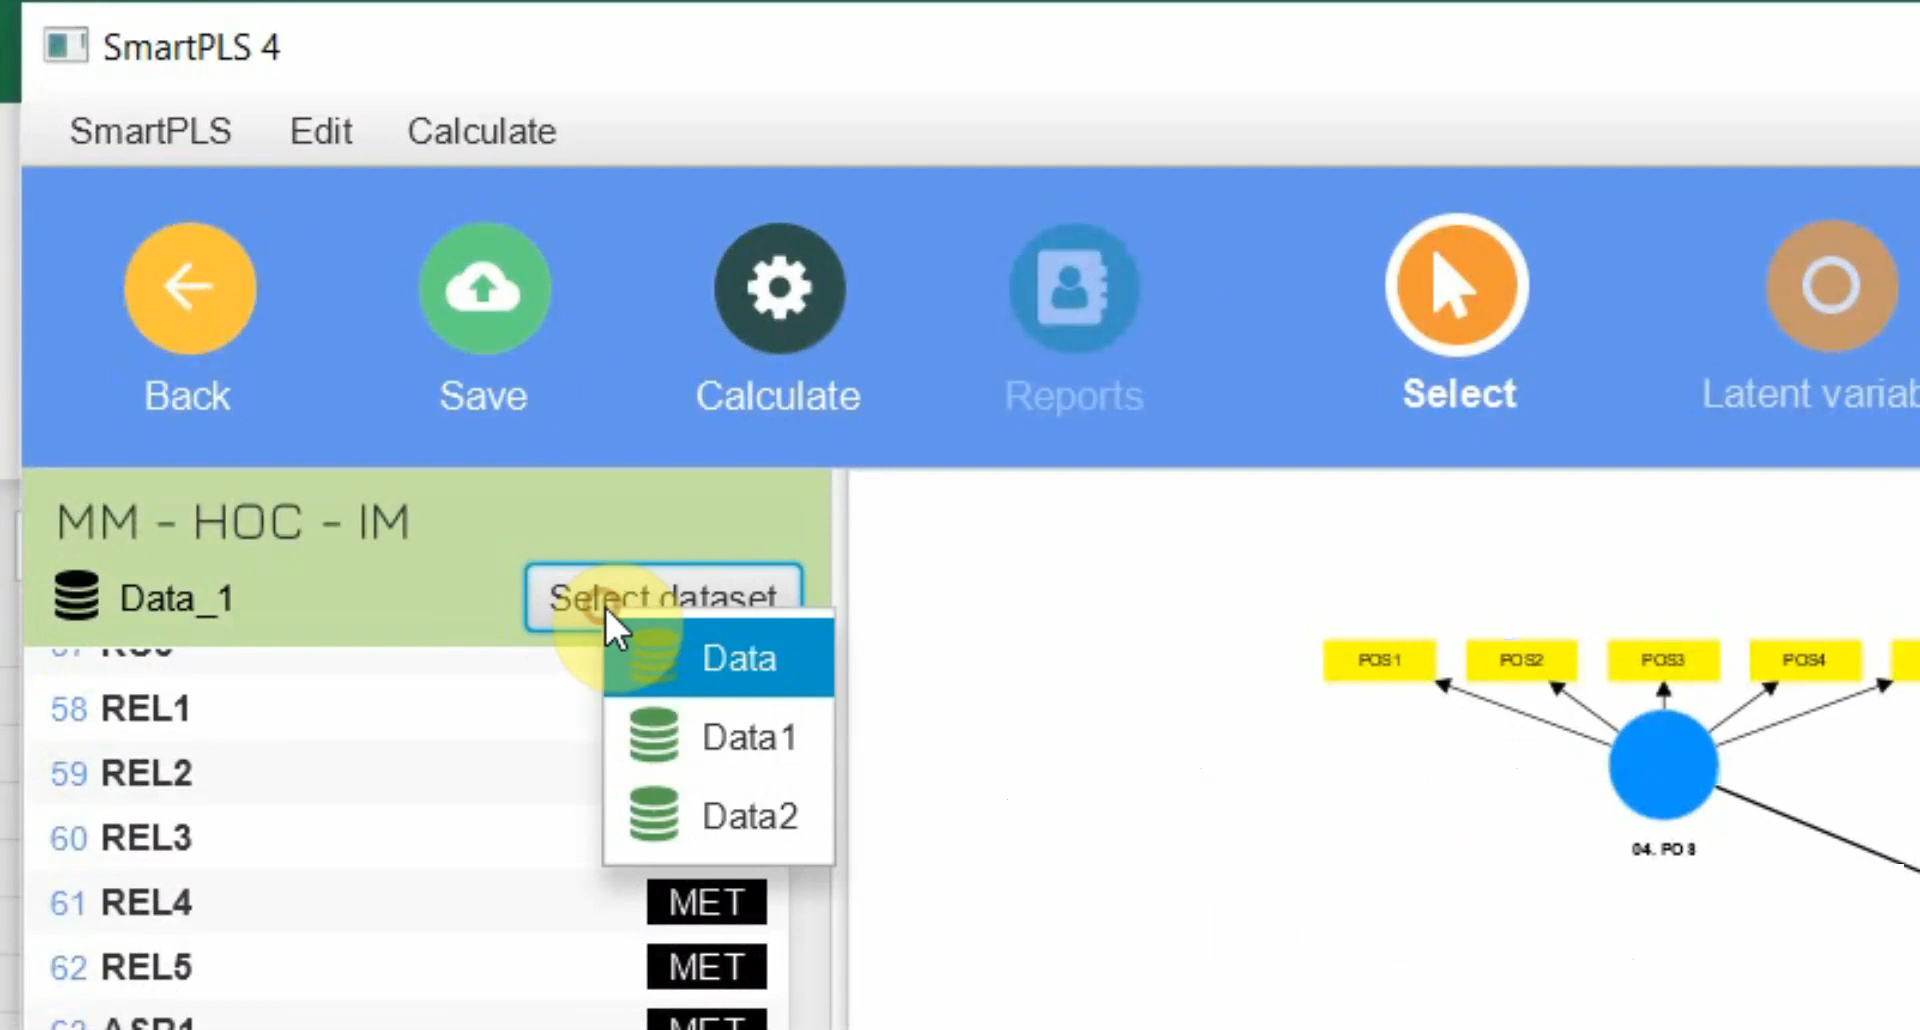 SmartPLS 4
SmartPLS Edit Calculate
Back Save Calculate Reports Select Latent variab
MM - HOC - IM
Data_1 Select dataset
Data
Data1
Data2
58 REL1
59 REL2
60 REL3
61 REL4 MET
62 REL5 MET
MET
POS1 POS2 POS3 POS4
04. POS